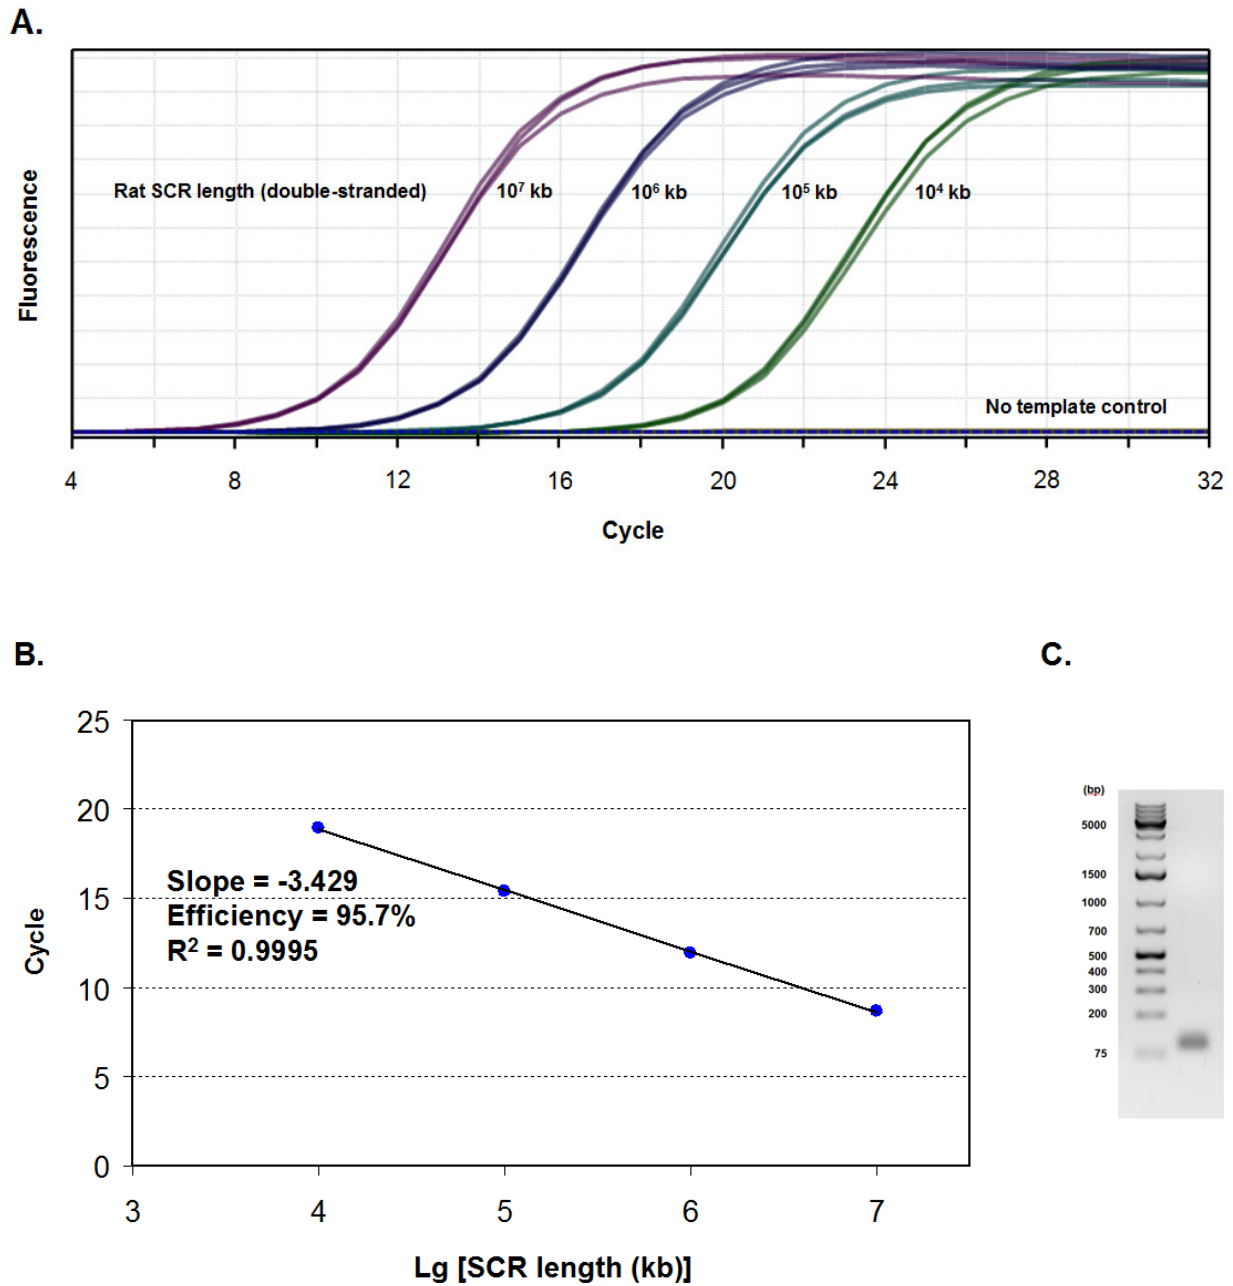 A.
Fluorescence
Rat SCR length (double-stranded)
10⁷ kb
10⁶ kb
10⁵ kb
10⁴ kb
No template control
4 8 12 16 20 24 28 32
Cycle
B.
Cycle
25
20
15
10
5
0
Slope = -3.429
Efficiency = 95.7%
R² = 0.9995
3 4 5 6 7
Lg [SCR length (kb)]
C.
(bp)
5000
1500
1000
700
500
400
300
200
75